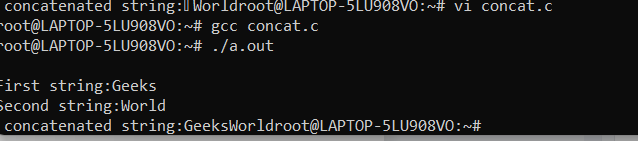 concatenated string:Worldroot@LAPTOP-5LU908VO:~# vi concat.c
root@LAPTOP-5LU908VO:~# gcc concat.c
root@LAPTOP-5LU908VO:~# ./a.out
First string:Geeks
Second string:World
concatenated string:GeeksWorldroot@LAPTOP-5LU908VO:~#